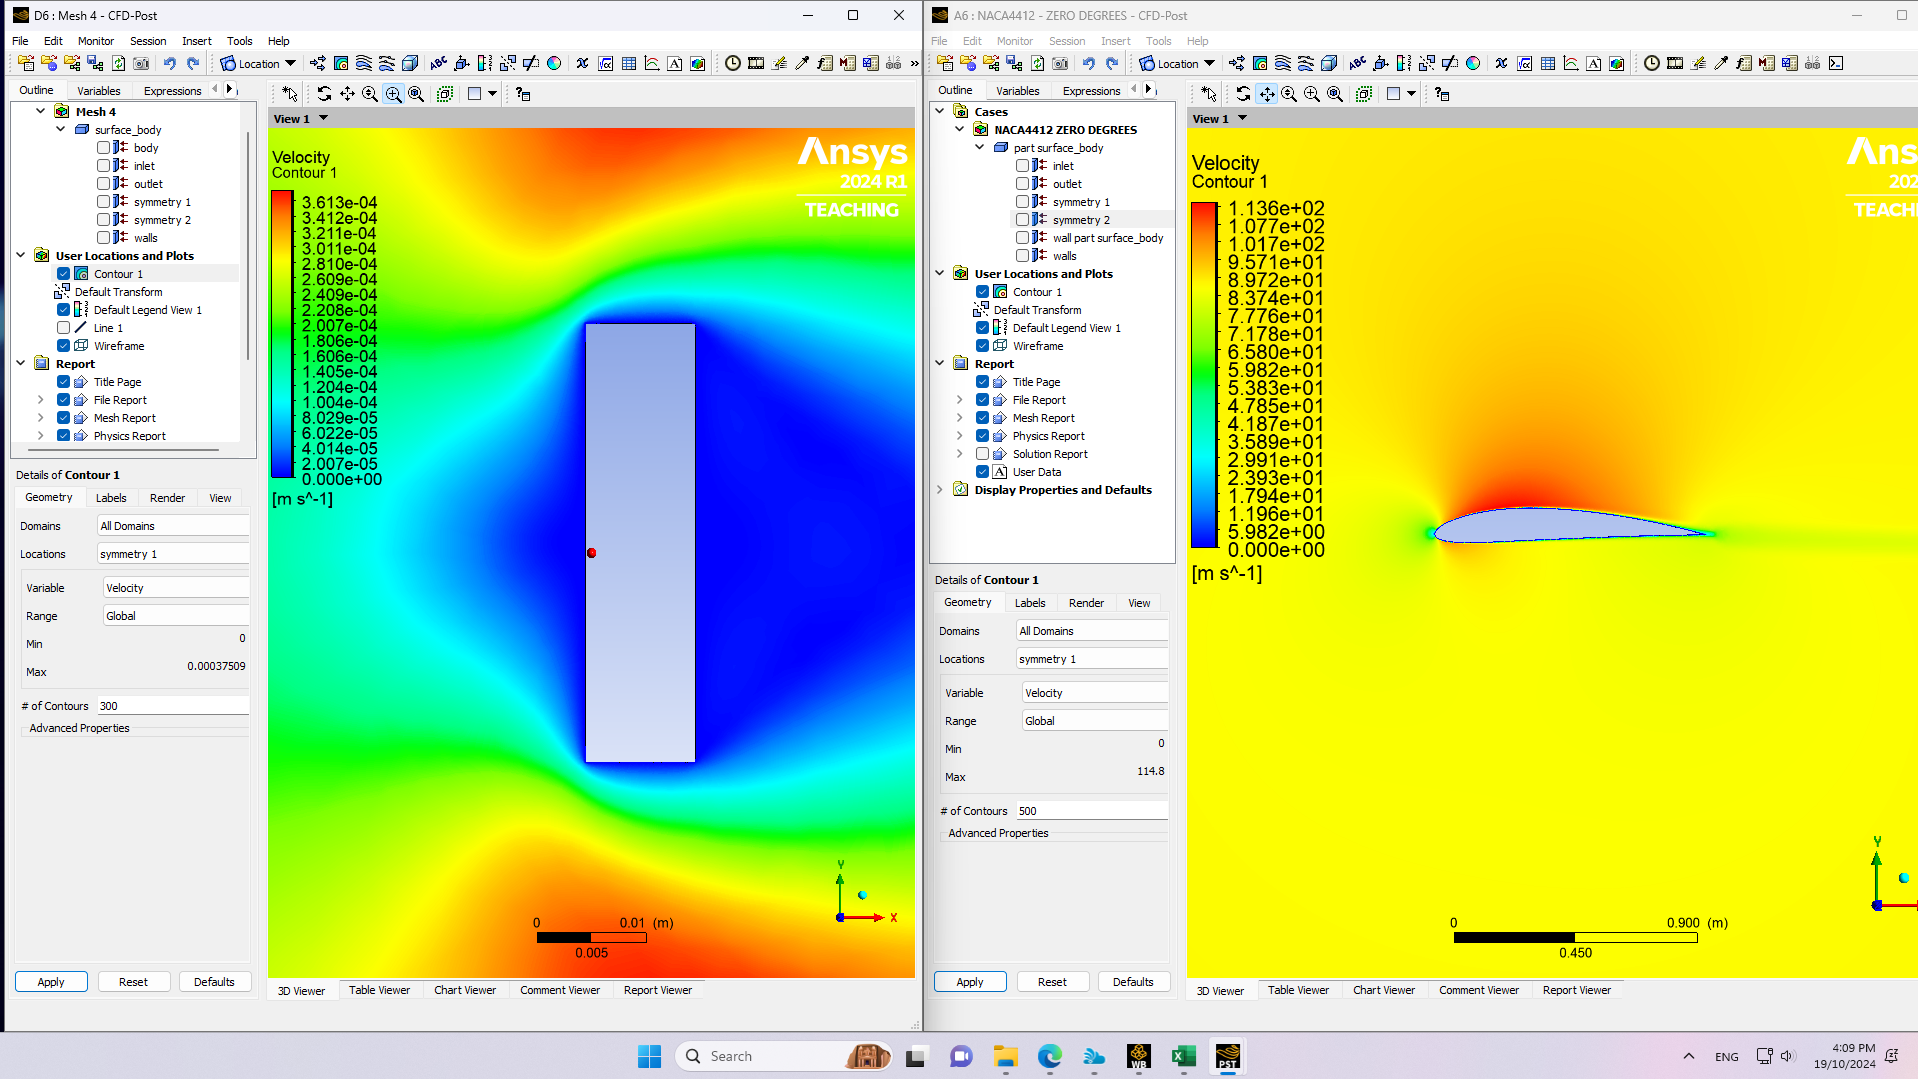 D6 : Mesh 4 - CFD-Post
File Edit Monitor Session Insert Tools Help
Location
Outline Variables Expressions
Mesh 4
surface_body
body
inlet
outlet
symmetry 1
symmetry 2
walls
User Locations and Plots
Contour 1
Default Transform
Default Legend View 1
Line 1
Wireframe
Report
Title Page
File Report
Mesh Report
Physics Report
Details of Contour 1
Geometry Labels Render View
Domains All Domains
Locations symmetry 1
Variable Velocity
Range Global
Min 0
Max 0.00037509
# of Contours 300
Advanced Properties
Apply Reset Defaults
View 1
Velocity
Contour 1
3.613e-04
3.412e-04
3.211e-04
3.011e-04
2.810e-04
2.609e-04
2.409e-04
2.208e-04
2.007e-04
1.806e-04
1.606e-04
1.405e-04
1.204e-04
1.004e-04
8.029e-05
6.022e-05
4.014e-05
2.007e-05
0.000e+00
[m s^-1]
Ansys
2024 R1
TEACHING
Y
X
0 0.01 (m)
0.005
3D Viewer Table Viewer Chart Viewer Comment Viewer Report Viewer
A6 : NACA4412 - ZERO DEGREES - CFD-Post
File Edit Monitor Session Insert Tools Help
Location
Outline Variables Expressions
Cases
NACA4412 ZERO DEGREES
part surface_body
inlet
outlet
symmetry 1
symmetry 2
wall part surface_body
walls
User Locations and Plots
Contour 1
Default Transform
Default Legend View 1
Wireframe
Report
Title Page
File Report
Mesh Report
Physics Report
Solution Report
User Data
Display Properties and Defaults
Details of Contour 1
Geometry Labels Render View
Domains All Domains
Locations symmetry 1
Variable Velocity
Range Global
Min 0
Max 114.8
# of Contours 500
Advanced Properties
Apply Reset Defaults
View 1
Velocity
Contour 1
1.136e+02
1.077e+02
1.017e+02
9.571e+01
8.972e+01
8.374e+01
7.776e+01
7.178e+01
6.580e+01
5.982e+01
5.383e+01
4.785e+01
4.187e+01
3.589e+01
2.991e+01
2.393e+01
1.794e+01
1.196e+01
5.982e+00
0.000e+00
[m s^-1]
Ans
202
TEACHI
Y
0 0.900 (m)
0.450
3D Viewer Table Viewer Chart Viewer Comment Viewer Report Viewer
Search
WB
PST
ENG
4:09 PM
19/10/2024